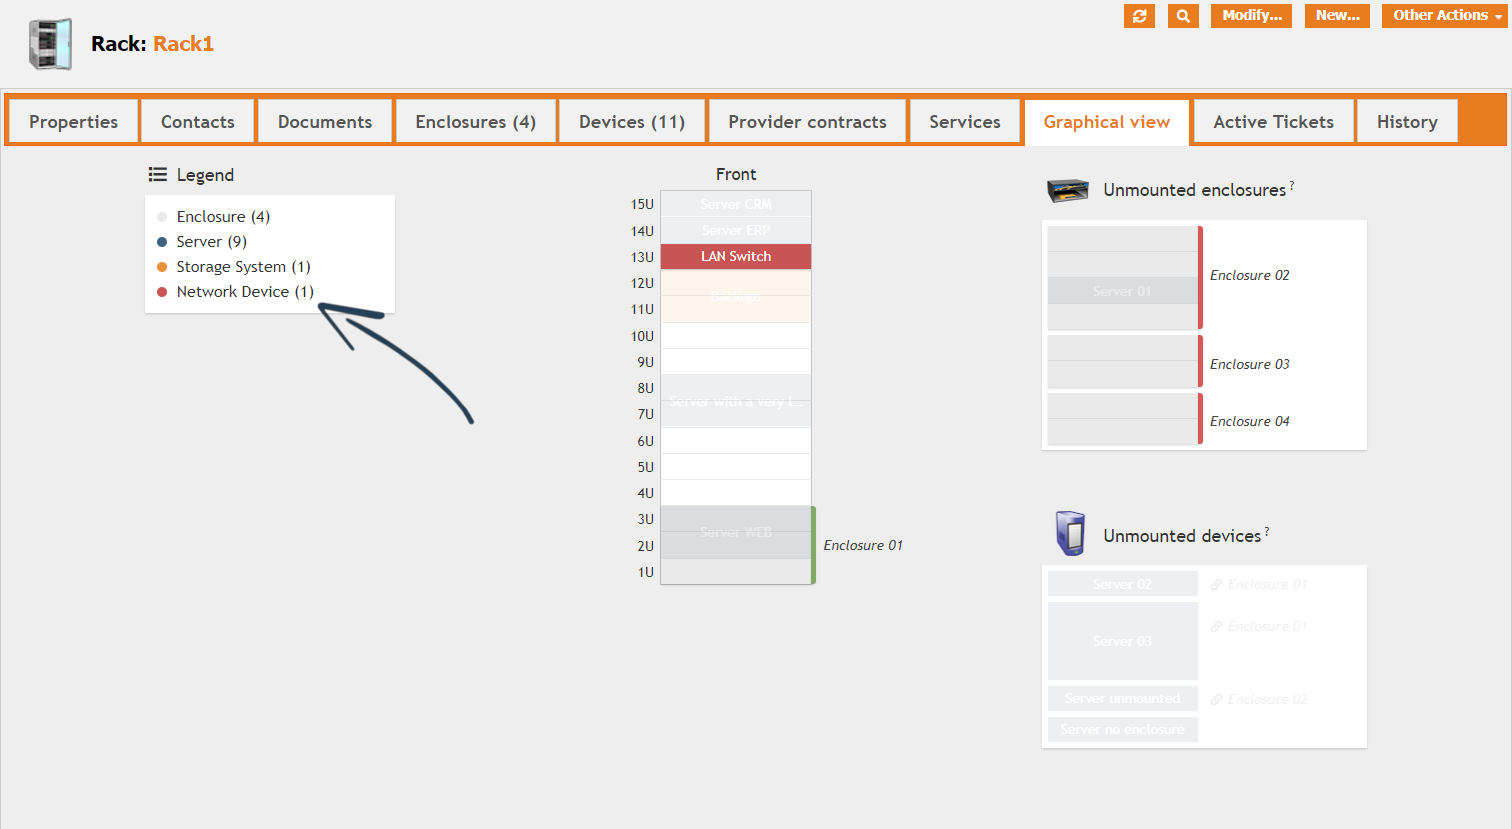 Modify...
New...
Other Actions
Rack: Rack1
Properties
Contacts
Documents
Enclosures (4)
Devices (11)
Provider contracts
Services
Graphical view
Active Tickets
History
Legend
Enclosure (4)
Server (9)
Storage System (1)
Network Device (1)
Front
15U Server CRM
14U Server ERP
13U LAN Switch
12U
Backups
11U
10U
9U
8U
Server with a very l...
7U
6U
5U
4U
3U
Server WEB
2U
Enclosure 01
1U
Unmounted enclosures ?
Enclosure 02
Server 01
Enclosure 03
Enclosure 04
Unmounted devices ?
Server 02 Enclosure 01
Enclosure 01
Server 03
Server unmounted Enclosure 02
Server no enclosure